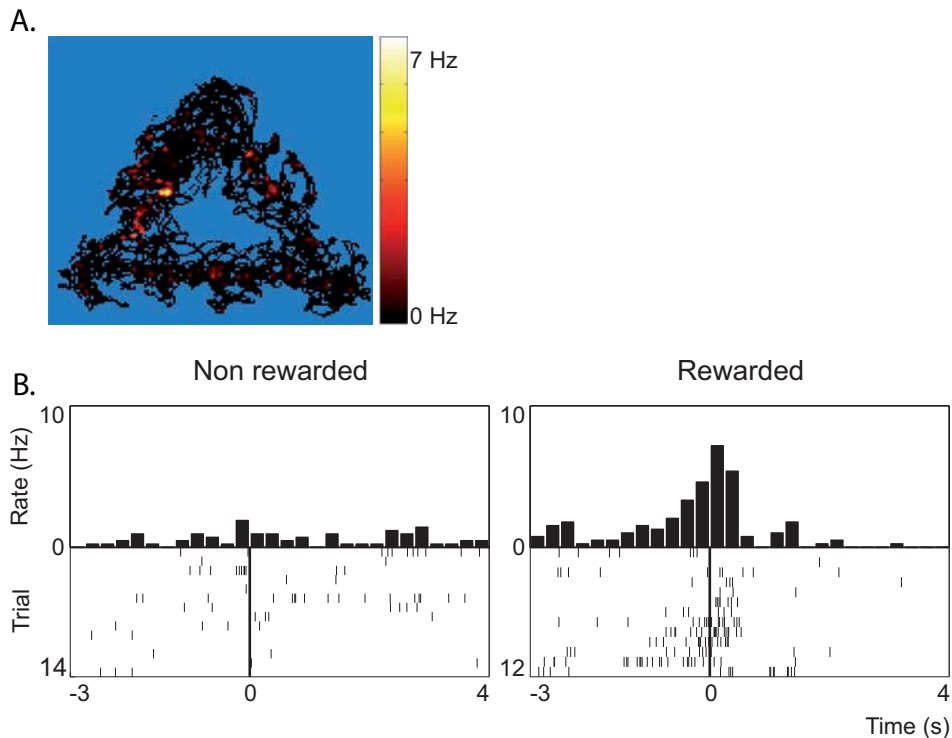 A.
7 Hz
0 Hz
B.
Non rewarded
Rewarded
10
10
Rate (Hz)
0
0
Trial
14
12
-3
0
4
-3
0
4
Time (s)